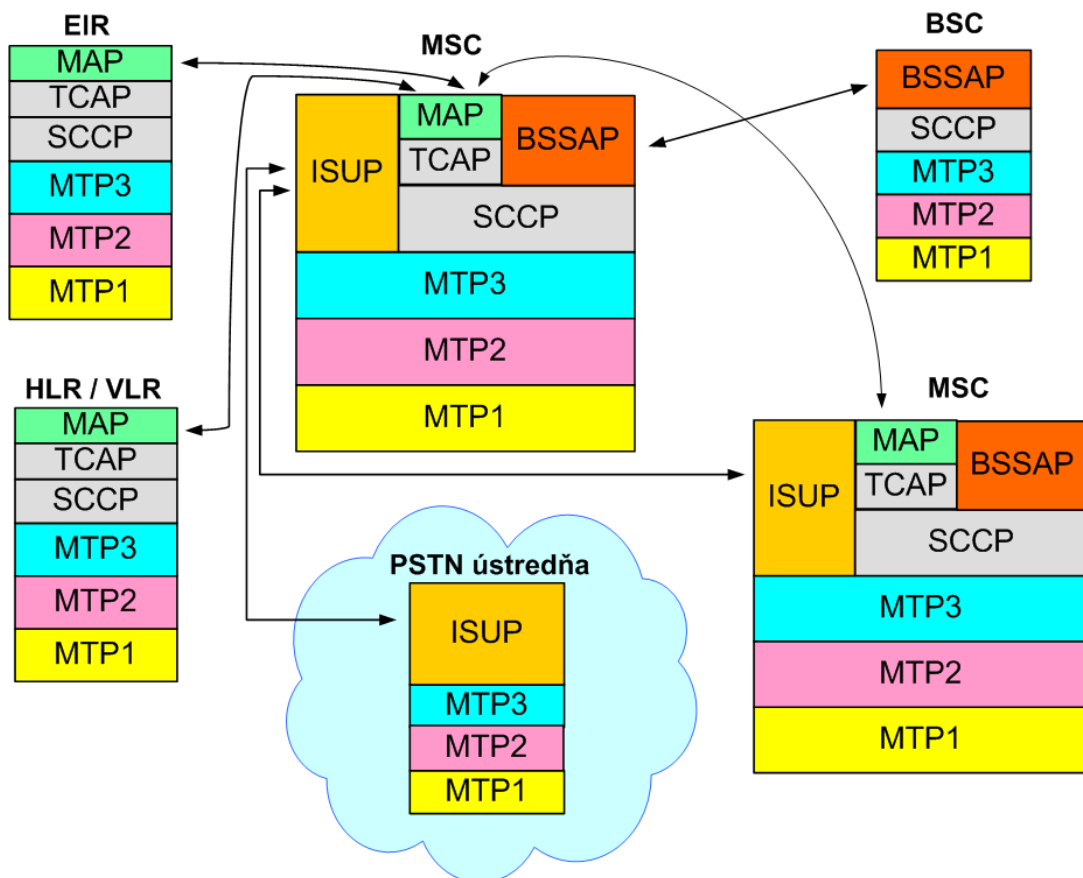 EIR
MAP
TCAP
SCCP
MTP3
MTP2
MTP1
MSC
ISUP
MAP
TCAP
BSSAP
SCCP
MTP3
MTP2
MTP1
BSC
BSSAP
SCCP
MTP3
MTP2
MTP1
HLR / VLR
MAP
TCAP
SCCP
MTP3
MTP2
MTP1
PSTN ústredňa
ISUP
MTP3
MTP2
MTP1
MSC
ISUP
MAP
TCAP
BSSAP
SCCP
MTP3
MTP2
MTP1